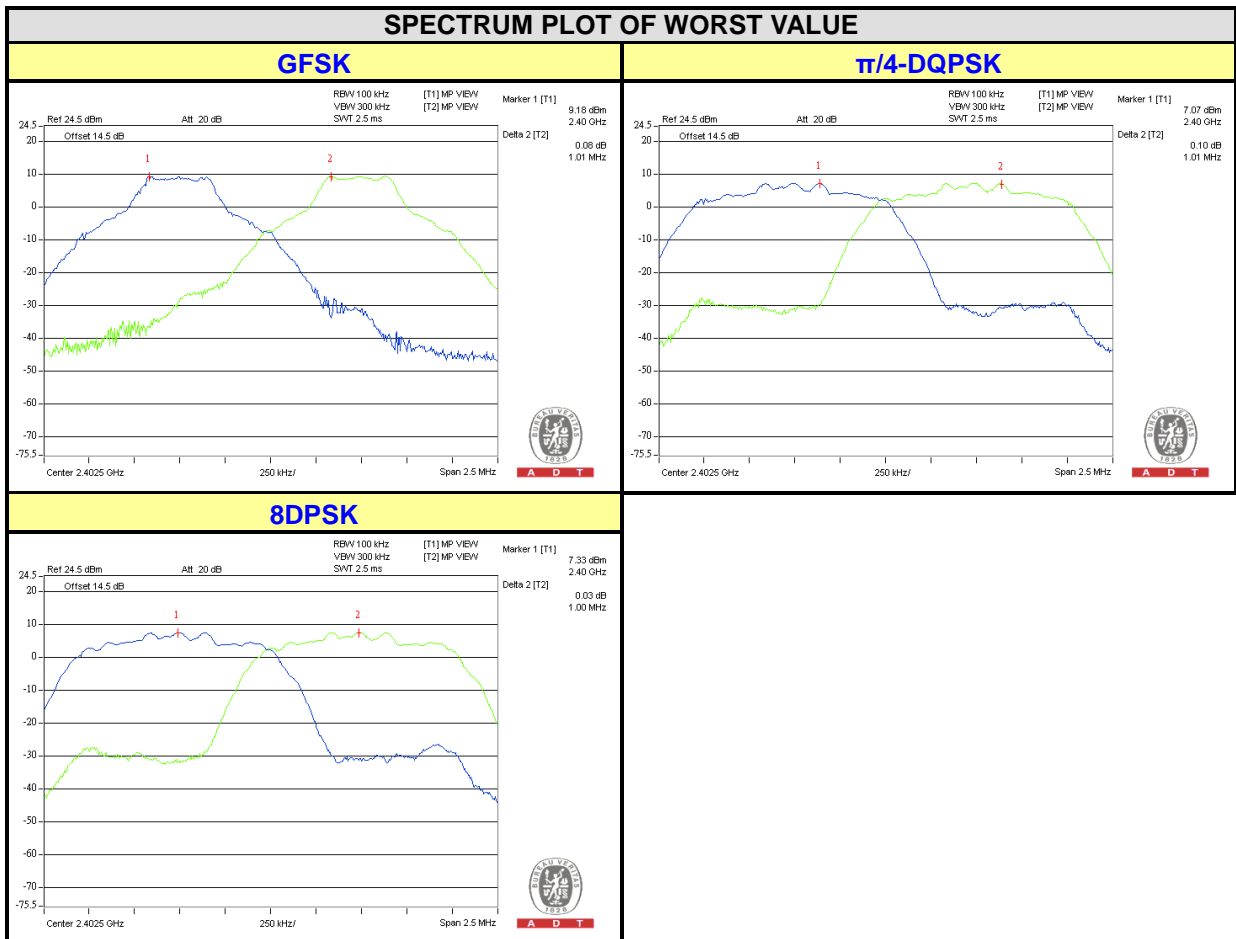 SPECTRUM PLOT OF WORST VALUE
GFSK
RBW 100 kHz [T1] MP VIEW
VBW 300 kHz [T2] MP VIEW
Ref 24.5 dBm Att 20 dB SWT 2.5 ms
Marker 1 [T1]
9.18 dBm
2.40 GHz
Delta 2 [T2]
0.08 dB
1.01 MHz
Offset 14.5 dB
24.5
20
10
0
-10
-20
-30
-40
-50
-60
-70
-75.5
1 2
Center 2.4025 GHz 250 kHz/ Span 2.5 MHz
BUREAU VERITAS
1828
A D T
π/4-DQPSK
RBW 100 kHz [T1] MP VIEW
VBW 300 kHz [T2] MP VIEW
Ref 24.5 dBm Att 20 dB SWT 2.5 ms
Marker 1 [T1]
7.07 dBm
2.40 GHz
Delta 2 [T2]
0.10 dB
1.01 MHz
Offset 14.5 dB
24.5
20
10
0
-10
-20
-30
-40
-50
-60
-70
-75.5
1 2
Center 2.4025 GHz 250 kHz/ Span 2.5 MHz
BUREAU VERITAS
1828
A D T
8DPSK
RBW 100 kHz [T1] MP VIEW
VBW 300 kHz [T2] MP VIEW
Ref 24.5 dBm Att 20 dB SWT 2.5 ms
Marker 1 [T1]
7.33 dBm
2.40 GHz
Delta 2 [T2]
0.03 dB
1.00 MHz
Offset 14.5 dB
24.5
20
10
0
-10
-20
-30
-40
-50
-60
-70
-75.5
1 2
Center 2.4025 GHz 250 kHz/ Span 2.5 MHz
BUREAU VERITAS
1828
A D T